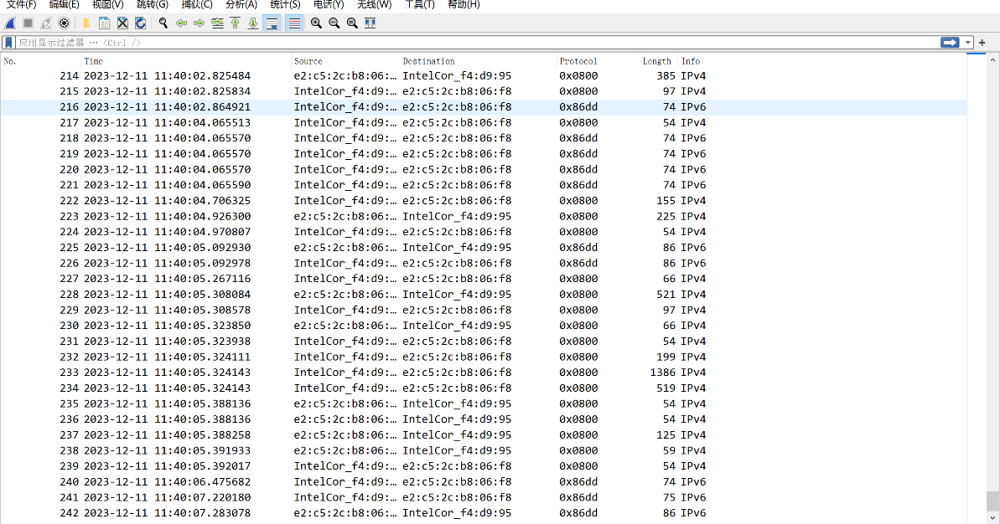 文件(F) 编辑(E) 视图(V) 跳转(G) 捕获(C) 分析(A) 统计(S) 电话(Y) 无线(W) 工具(T) 帮助(H)
应用显示过滤器 … <Ctrl />
No. Time Source Destination Protocol Length Info
214 2023-12-11 11:40:02.825484 e2:c5:2c:b8:06:… IntelCor_f4:d9:95 0x0800 385 IPv4
215 2023-12-11 11:40:02.825834 IntelCor_f4:d9:… e2:c5:2c:b8:06:f8 0x0800 97 IPv4
216 2023-12-11 11:40:02.864921 IntelCor_f4:d9:… e2:c5:2c:b8:06:f8 0x86dd 74 IPv6
217 2023-12-11 11:40:04.065513 IntelCor_f4:d9:… e2:c5:2c:b8:06:f8 0x0800 54 IPv4
218 2023-12-11 11:40:04.065570 IntelCor_f4:d9:… e2:c5:2c:b8:06:f8 0x86dd 74 IPv6
219 2023-12-11 11:40:04.065570 IntelCor_f4:d9:… e2:c5:2c:b8:06:f8 0x86dd 74 IPv6
220 2023-12-11 11:40:04.065570 IntelCor_f4:d9:… e2:c5:2c:b8:06:f8 0x86dd 74 IPv6
221 2023-12-11 11:40:04.065590 IntelCor_f4:d9:… e2:c5:2c:b8:06:f8 0x86dd 74 IPv6
222 2023-12-11 11:40:04.706325 IntelCor_f4:d9:… e2:c5:2c:b8:06:f8 0x0800 155 IPv4
223 2023-12-11 11:40:04.926300 e2:c5:2c:b8:06:… IntelCor_f4:d9:95 0x0800 225 IPv4
224 2023-12-11 11:40:04.970807 IntelCor_f4:d9:… e2:c5:2c:b8:06:f8 0x0800 54 IPv4
225 2023-12-11 11:40:05.092930 e2:c5:2c:b8:06:… IntelCor_f4:d9:95 0x86dd 86 IPv6
226 2023-12-11 11:40:05.092978 IntelCor_f4:d9:… e2:c5:2c:b8:06:f8 0x86dd 86 IPv6
227 2023-12-11 11:40:05.267116 IntelCor_f4:d9:… e2:c5:2c:b8:06:f8 0x0800 66 IPv4
228 2023-12-11 11:40:05.308084 e2:c5:2c:b8:06:… IntelCor_f4:d9:95 0x0800 521 IPv4
229 2023-12-11 11:40:05.308578 IntelCor_f4:d9:… e2:c5:2c:b8:06:f8 0x0800 97 IPv4
230 2023-12-11 11:40:05.323850 e2:c5:2c:b8:06:… IntelCor_f4:d9:95 0x0800 66 IPv4
231 2023-12-11 11:40:05.323938 IntelCor_f4:d9:… e2:c5:2c:b8:06:f8 0x0800 54 IPv4
232 2023-12-11 11:40:05.324111 IntelCor_f4:d9:… e2:c5:2c:b8:06:f8 0x0800 199 IPv4
233 2023-12-11 11:40:05.324143 IntelCor_f4:d9:… e2:c5:2c:b8:06:f8 0x0800 1386 IPv4
234 2023-12-11 11:40:05.324143 IntelCor_f4:d9:… e2:c5:2c:b8:06:f8 0x0800 519 IPv4
235 2023-12-11 11:40:05.388136 e2:c5:2c:b8:06:… IntelCor_f4:d9:95 0x0800 54 IPv4
236 2023-12-11 11:40:05.388136 e2:c5:2c:b8:06:… IntelCor_f4:d9:95 0x0800 54 IPv4
237 2023-12-11 11:40:05.388258 e2:c5:2c:b8:06:… IntelCor_f4:d9:95 0x0800 125 IPv4
238 2023-12-11 11:40:05.391933 e2:c5:2c:b8:06:… IntelCor_f4:d9:95 0x0800 59 IPv4
239 2023-12-11 11:40:05.392017 IntelCor_f4:d9:… e2:c5:2c:b8:06:f8 0x0800 54 IPv4
240 2023-12-11 11:40:06.475682 IntelCor_f4:d9:… e2:c5:2c:b8:06:f8 0x86dd 74 IPv6
241 2023-12-11 11:40:07.220180 IntelCor_f4:d9:… e2:c5:2c:b8:06:f8 0x86dd 75 IPv6
242 2023-12-11 11:40:07.283078 e2:c5:2c:b8:06:… IntelCor_f4:d9:95 0x86dd 86 IPv6